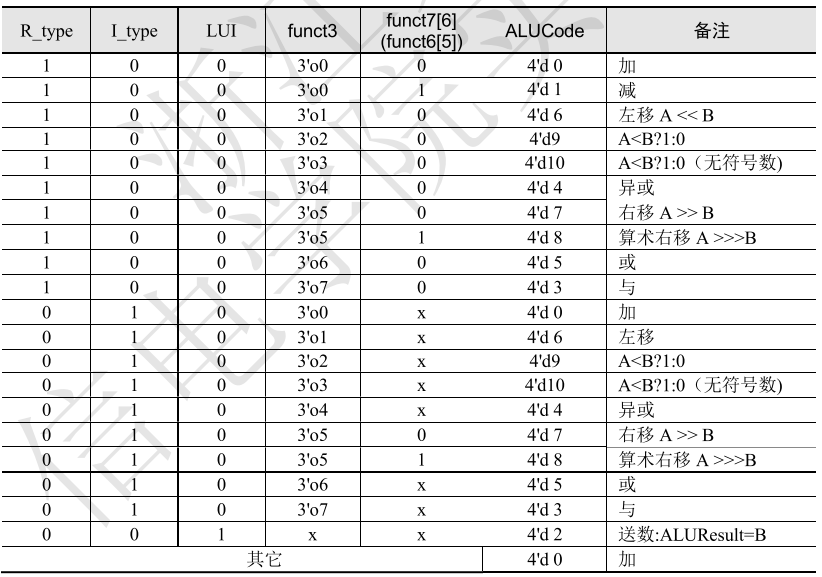 R_type I_type LUI funct3 funct7[6] (funct6[5]) ALUCode 备注
1 0 0 3'o0 0 4'd 0 加
1 0 0 3'o0 1 4'd 1 减
1 0 0 3'o1 0 4'd 6 左移 A << B
1 0 0 3'o2 0 4'd9 A<B?1:0
1 0 0 3'o3 0 4'd10 A<B?1:0（无符号数)
1 0 0 3'o4 0 4'd 4 异或
1 0 0 3'o5 0 4'd 7 右移 A >> B
1 0 0 3'o5 1 4'd 8 算术右移 A >>>B
1 0 0 3'o6 0 4'd 5 或
1 0 0 3'o7 0 4'd 3 与
0 1 0 3'o0 x 4'd 0 加
0 1 0 3'o1 x 4'd 6 左移
0 1 0 3'o2 x 4'd9 A<B?1:0
0 1 0 3'o3 x 4'd10 A<B?1:0（无符号数)
0 1 0 3'o4 x 4'd 4 异或
0 1 0 3'o5 0 4'd 7 右移 A >> B
0 1 0 3'o5 1 4'd 8 算术右移 A >>>B
0 1 0 3'o6 x 4'd 5 或
0 1 0 3'o7 x 4'd 3 与
0 0 1 x x 4'd 2 送数:ALUResult=B
其它 4'd 0 加
信电学院